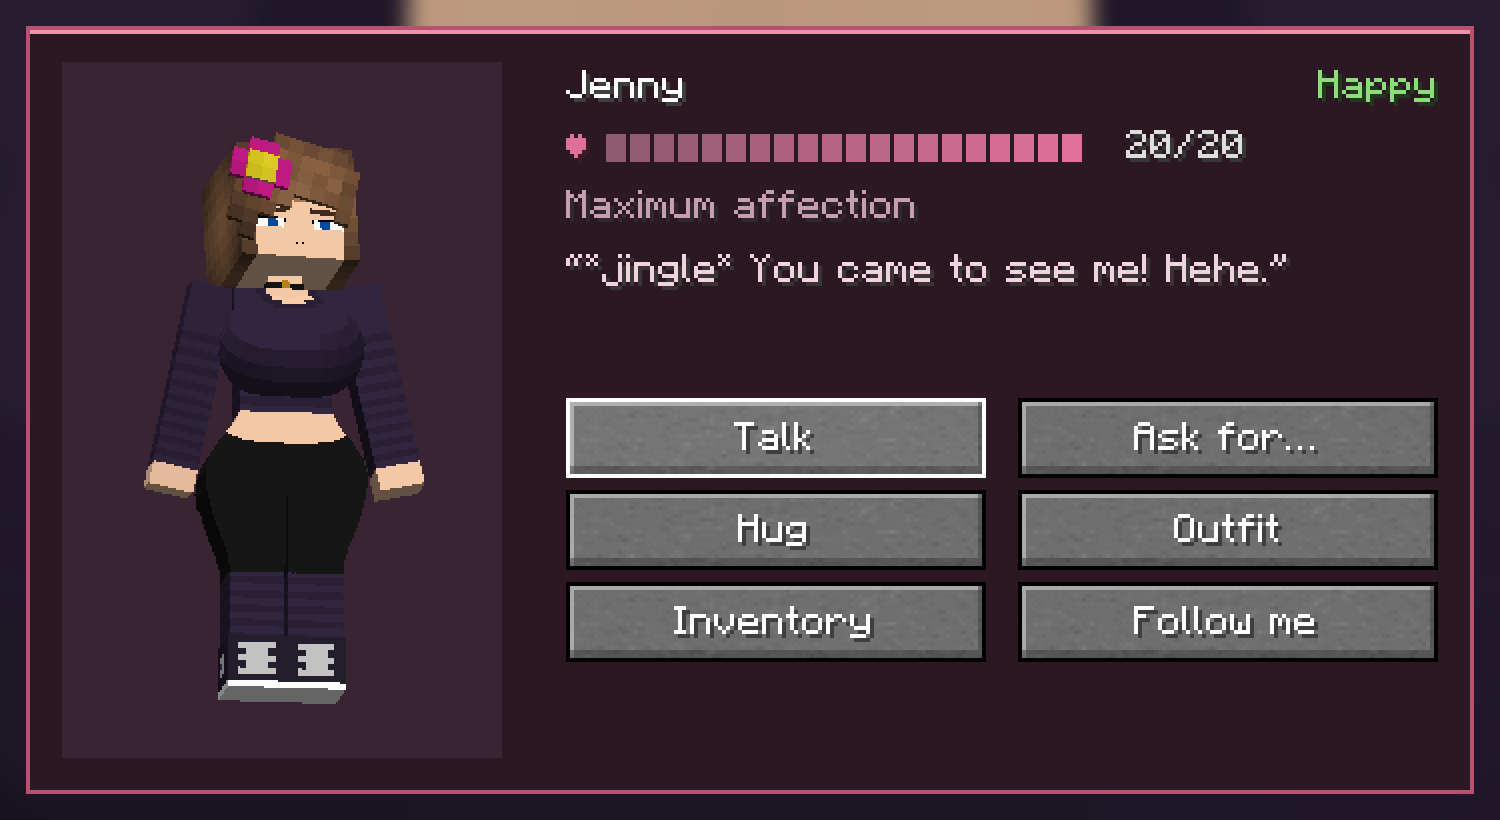 Jenny
Happy
20/20
Maximum affection
“*jingle* You came to see me! Hehe.”
Talk
Ask for...
Hug
Outfit
Inventory
Follow me